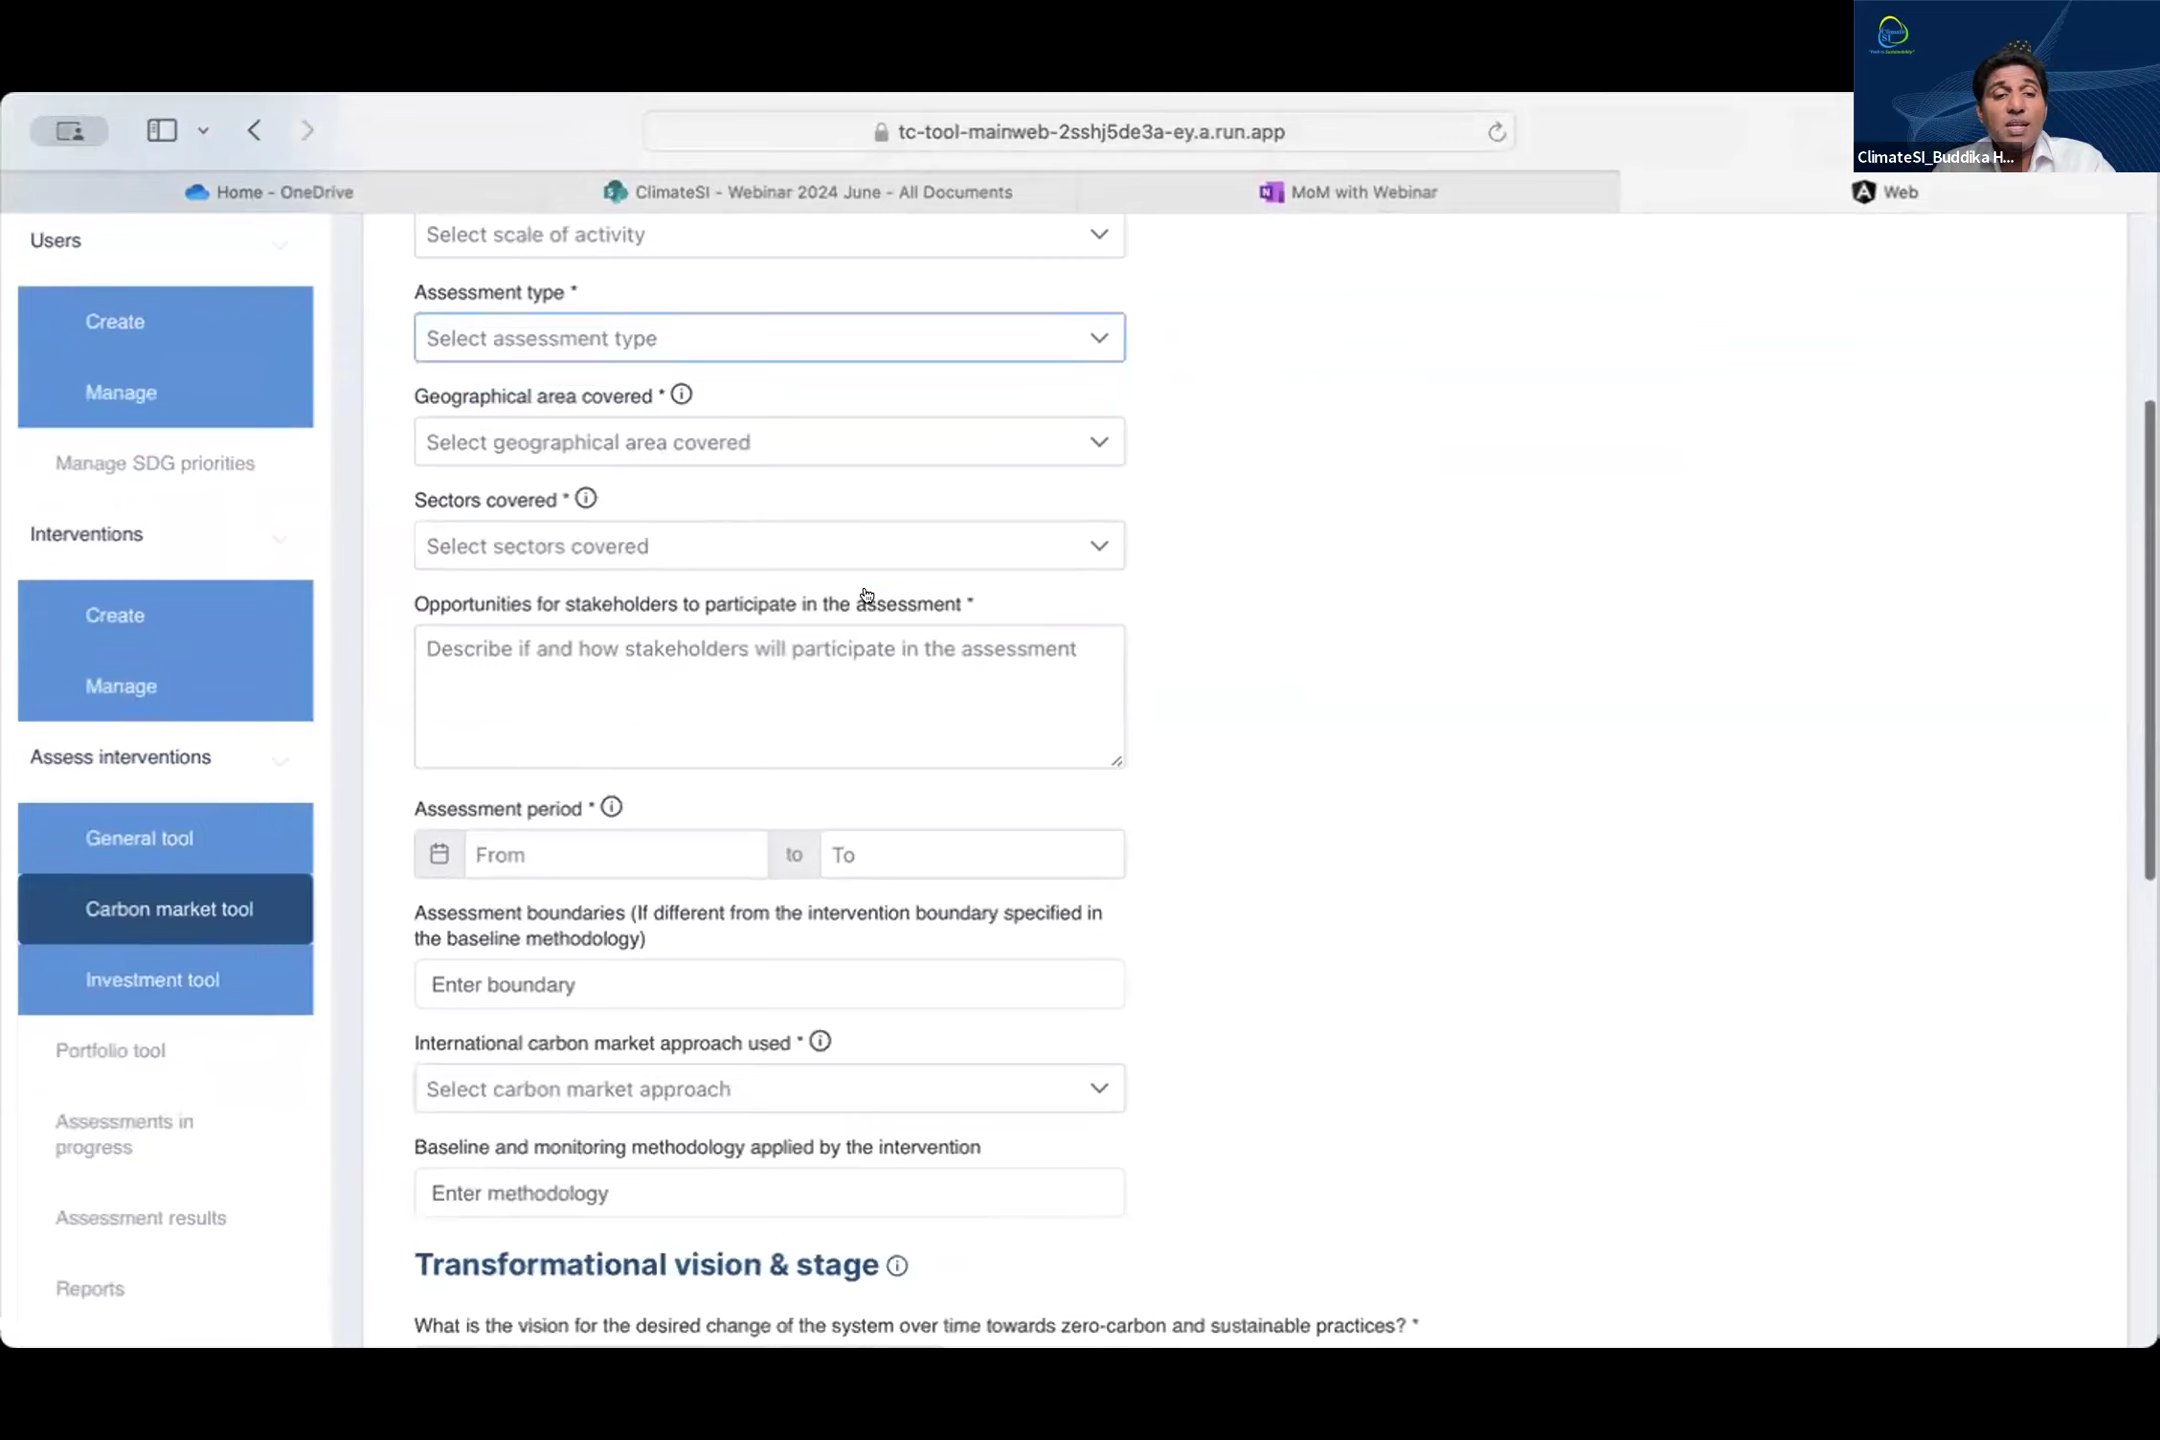 tc-tool-mainweb-2sshj5de3a-ey.a.run.app
ClimateSI_Buddika H...
Home - OneDrive
ClimateSI - Webinar 2024 June - All Documents
MoM with Webinar
Web
Users
Create
Manage
Manage SDG priorities
Interventions
Create
Manage
Assess interventions
General tool
Carbon market tool
Investment tool
Portfolio tool
Assessments in
progress
Assessment results
Reports
Select scale of activity
Assessment type *
Select assessment type
Geographical area covered *
Select geographical area covered
Sectors covered *
Select sectors covered
Opportunities for stakeholders to participate in the assessment *
Describe if and how stakeholders will participate in the assessment
Assessment period *
From
to
To
Assessment boundaries (If different from the intervention boundary specified in
the baseline methodology)
Enter boundary
International carbon market approach used *
Select carbon market approach
Baseline and monitoring methodology applied by the intervention
Enter methodology
Transformational vision & stage
What is the vision for the desired change of the system over time towards zero-carbon and sustainable practices? *